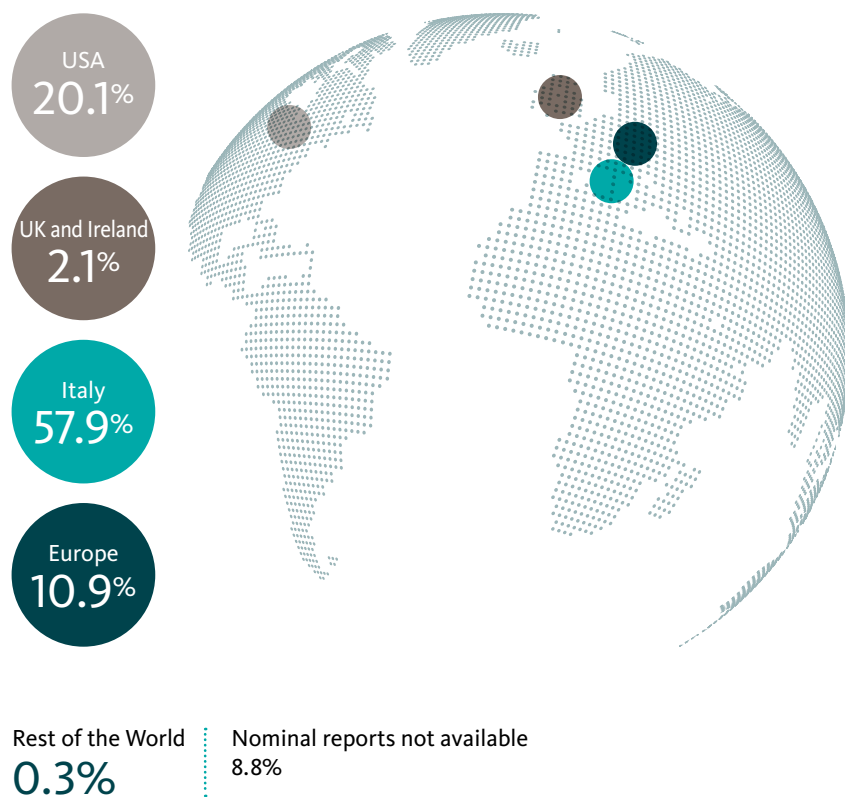 USA
20.1%
UK and Ireland
2.1%
Italy
57.9%
Europe
10.9%
Rest of the World
0.3%
Nominal reports not available
8.8%